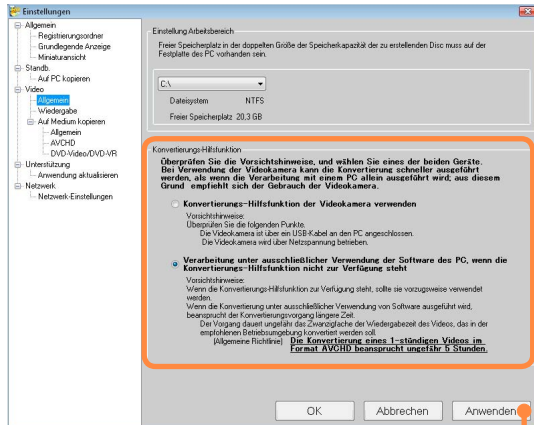 Einstellungen
Allgemein
Registrierungsordner
Grundlegende Anzeige
Miniaturansicht
Standb.
Auf PC kopieren
Video
Allgemein
Wiedergabe
Auf Medium kopieren
Allgemein
AVCHD
DVD-Video/DVD-VR
Unterstützung
Anwendung aktualisieren
Netzwerk
Netzwerk-Einstellungen
Einstellung Arbeitsbereich
Freier Speicherplatz in der doppelten Größe der Speicherkapazität der zu erstellenden Disc muss auf der
Festplatte des PC vorhanden sein.
C:\
Dateisystem NTFS
Freier Speicherplatz 20,3 GB
Konvertierungs-Hilfsfunktion
Überprüfen Sie die Vorsichtshinweise, und wählen Sie eines der beiden Geräte.
Bei Verwendung der Videokamera kann die Konvertierung schneller ausgeführt
werden, als wenn die Verarbeitung mit einem PC allein ausgeführt wird; aus diesem
Grund empfiehlt sich der Gebrauch der Videokamera.
Konvertierungs-Hilfsfunktion der Videokamera verwenden
Vorsichtshinweise:
Überprüfen Sie die folgenden Punkte.
Die Videokamera ist über ein USB-Kabel an den PC angeschlossen.
Die Videokamera wird über Netzspannung betrieben.
Verarbeitung unter ausschließlicher Verwendung der Software des PC, wenn die
Konvertierungs-Hilfsfunktion nicht zur Verfügung steht
Vorsichtshinweise:
Wenn die Konvertierungs-Hilfsfunktion zur Verfügung steht, sollte sie vorzugsweise verwendet
werden.
Wenn die Konvertierung unter ausschließlicher Verwendung von Software ausgeführt wird,
beansprucht der Konvertierungsvorgang längere Zeit.
Der Vorgang dauert ungefähr das Zwanzigfache der Wiedergabezeit des Videos, das in der
empfohlenen Betriebsumgebung konvertiert werden soll.
(Allgemeine Richtlinie) Die Konvertierung eines 1-stündigen Videos im
Format AVCHD beansprucht ungefähr 5 Stunden.
OK Abbrechen Anwenden